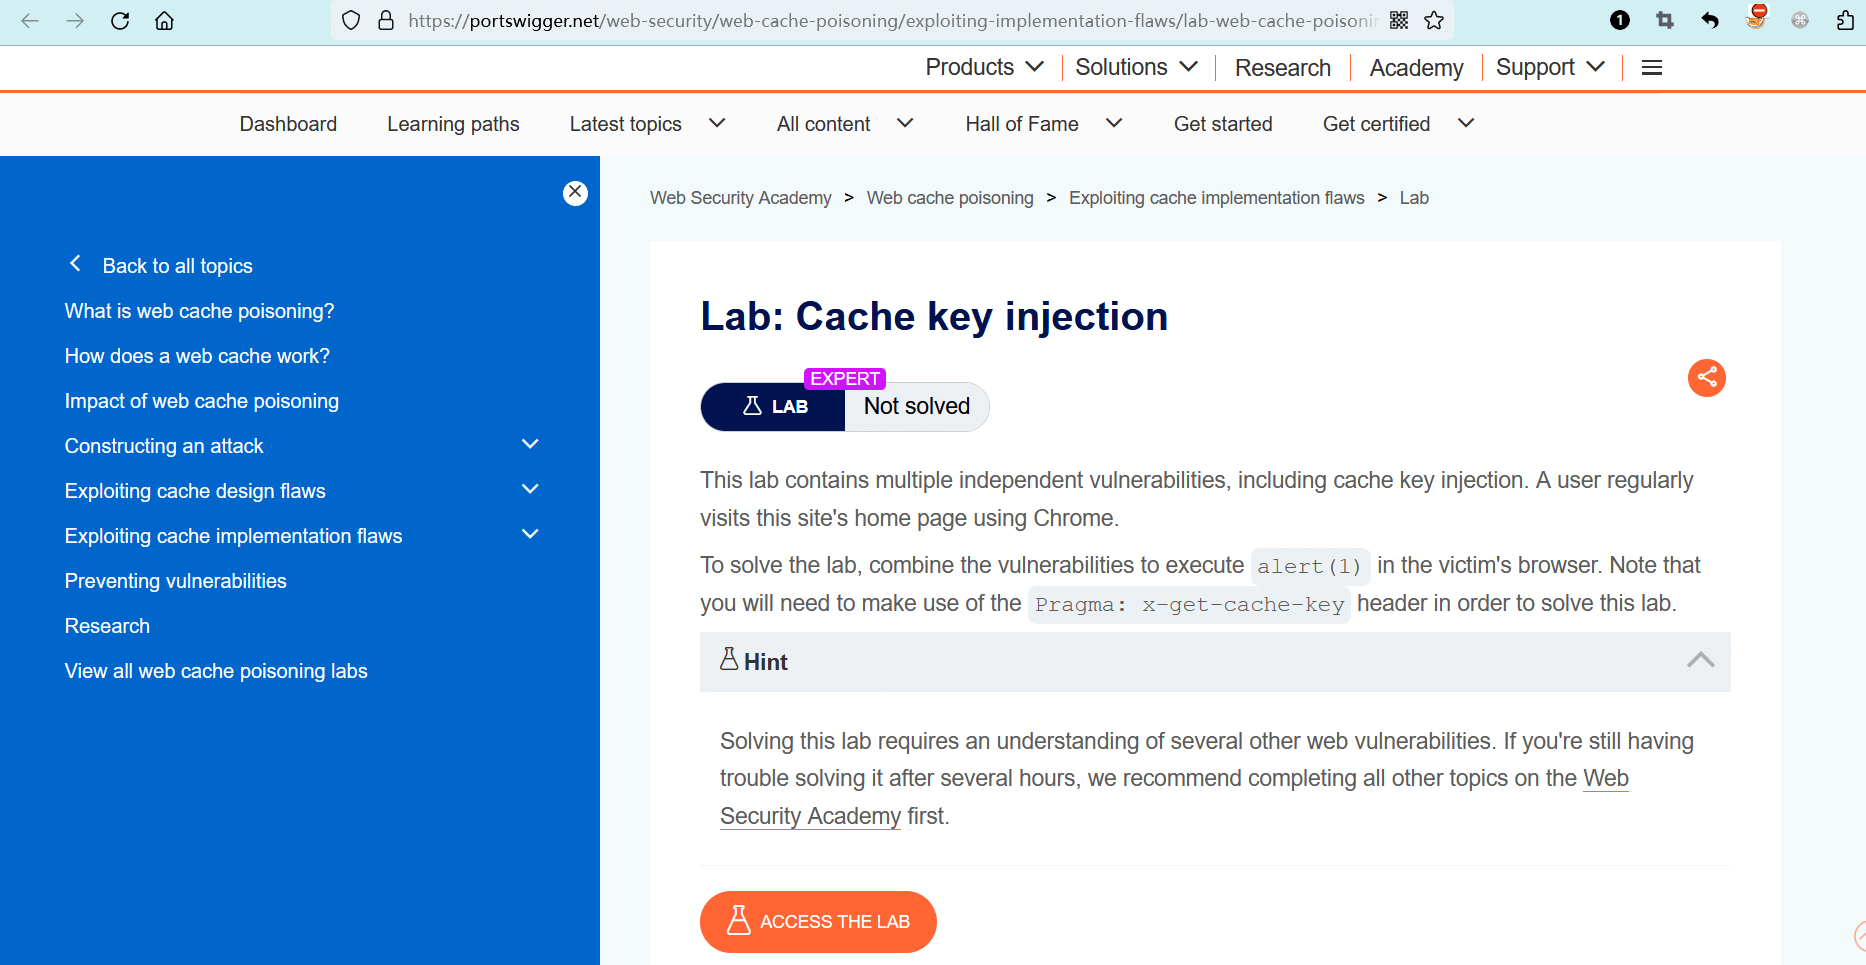 https://portswigger.net/web-security/web-cache-poisoning/exploiting-implementation-flaws/lab-web-cache-poisonin
1
Products
Solutions
Research
Academy
Support
Dashboard
Learning paths
Latest topics
All content
Hall of Fame
Get started
Get certified
Back to all topics
What is web cache poisoning?
How does a web cache work?
Impact of web cache poisoning
Constructing an attack
Exploiting cache design flaws
Exploiting cache implementation flaws
Preventing vulnerabilities
Research
View all web cache poisoning labs
Web Security Academy > Web cache poisoning > Exploiting cache implementation flaws > Lab
Lab: Cache key injection
EXPERT
LAB
Not solved
This lab contains multiple independent vulnerabilities, including cache key injection. A user regularly
visits this site's home page using Chrome.
To solve the lab, combine the vulnerabilities to execute alert(1) in the victim's browser. Note that
you will need to make use of the Pragma: x-get-cache-key header in order to solve this lab.
Hint
Solving this lab requires an understanding of several other web vulnerabilities. If you're still having
trouble solving it after several hours, we recommend completing all other topics on the Web
Security Academy first.
ACCESS THE LAB